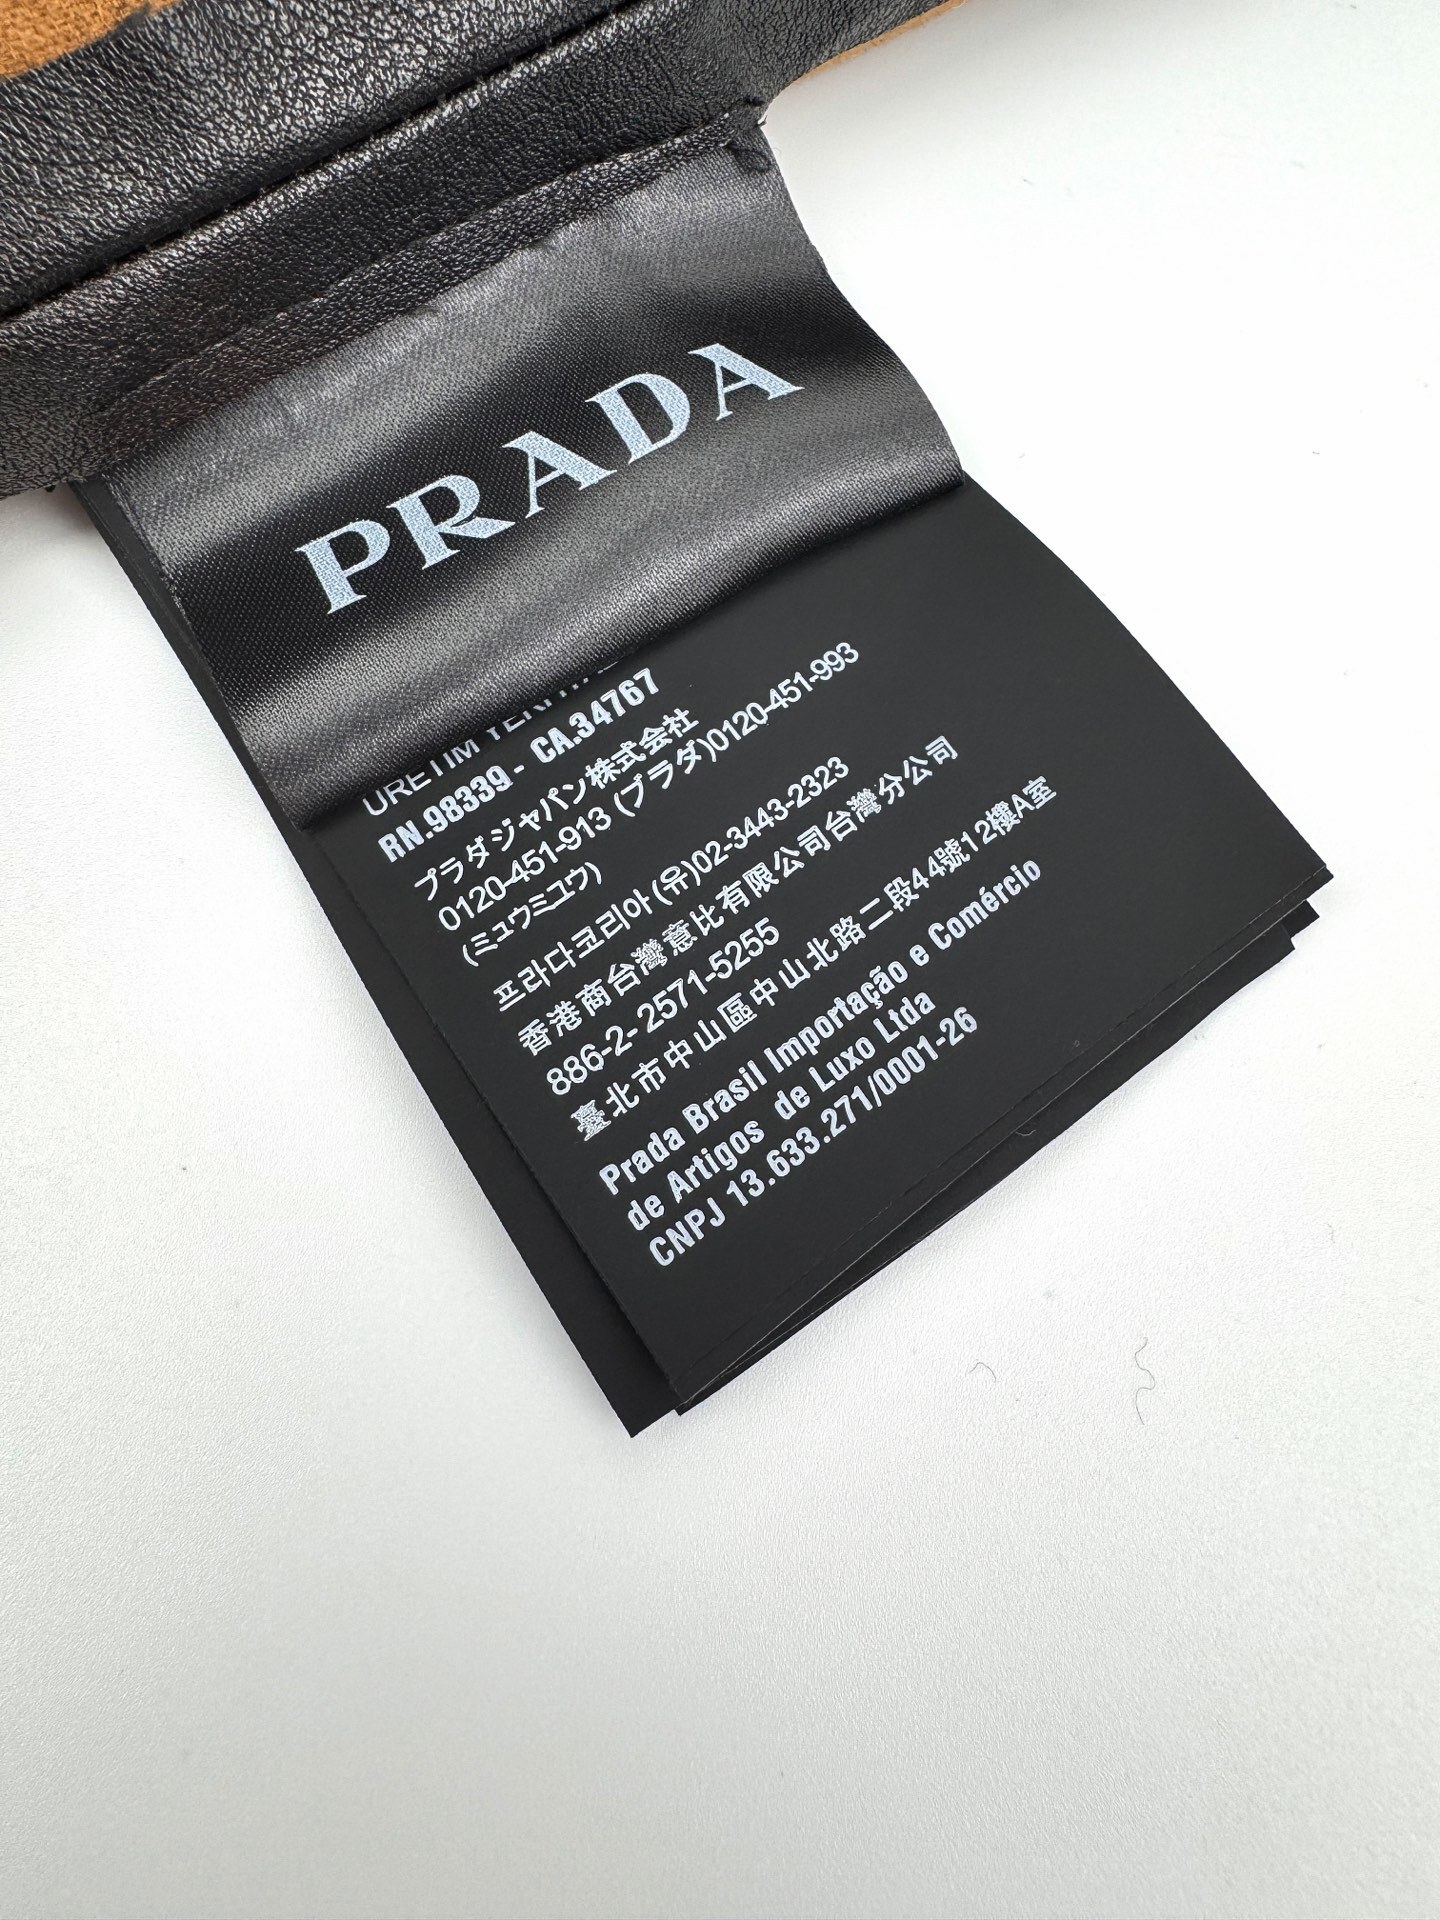 PRADA
URETIM YERI
RN.98339 - CA.34767
プラダジャパン株式会社
0120-451-913 (プラダ)0120-451-993
(ミュウミュウ)
프라다코리아(유)02-3443-2323
香港商台灣意比有限公司台灣分公司
886-2- 2571-5255
臺北市中山區中山北路二段44號12樓A室
Prada Brasil Importação e Comércio
de Artigos de Luxo Ltda
CNPJ 13.633.271/0001-26